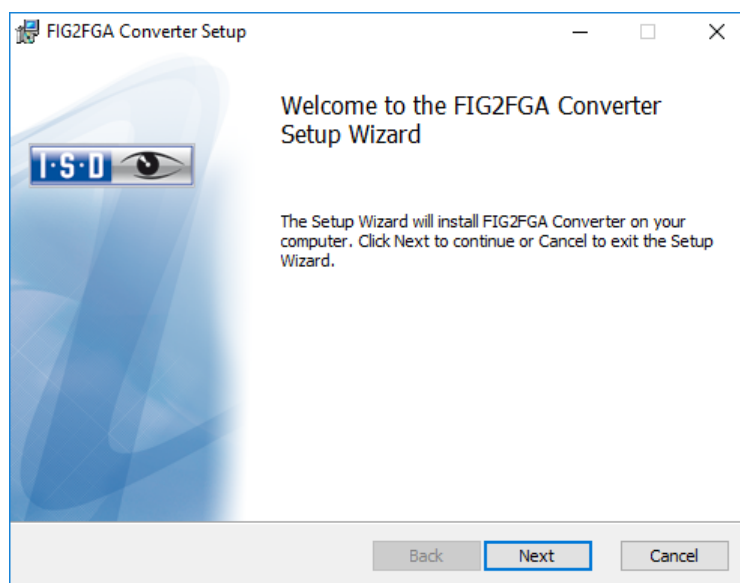 FIG2FGA Converter Setup
Welcome to the FIG2FGA Converter
Setup Wizard
I·S·D
The Setup Wizard will install FIG2FGA Converter on your
computer. Click Next to continue or Cancel to exit the Setup
Wizard.
Back Next Cancel